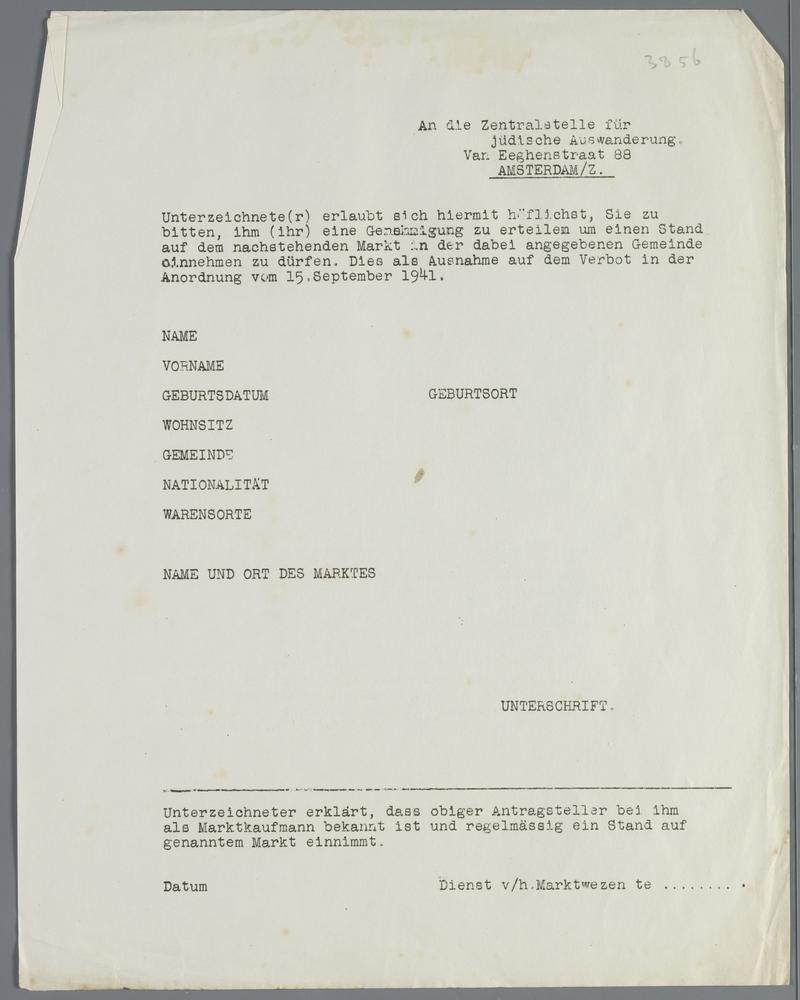 3856
An die Zentralstelle für
jüdische Auswanderung.
Van Eeghenstraat 88
AMSTERDAM/Z.
Unterzeichnete(r) erlaubt sich hiermit höflichst, Sie zu
bitten, ihm (ihr) eine Genehmigung zu erteilem um einen Stand
auf dem nachstehenden Markt in der dabei angegebenen Gemeinde
einnehmen zu dürfen. Dies als Ausnahme auf dem Verbot in der
Anordnung vom 15.September 1941.
NAME
VORNAME
GEBURTSDATUM GEBURTSORT
WOHNSITZ
GEMEINDE
NATIONALITÄT
WARENSORTE
NAME UND ORT DES MARKTES
UNTERSCHRIFT.
Unterzeichneter erklärt, dass obiger Antragsteller bei ihm
als Marktkaufmann bekannt ist und regelmässig ein Stand auf
genanntem Markt einnimmt.
Datum Dienst v/h.Marktwezen te .........